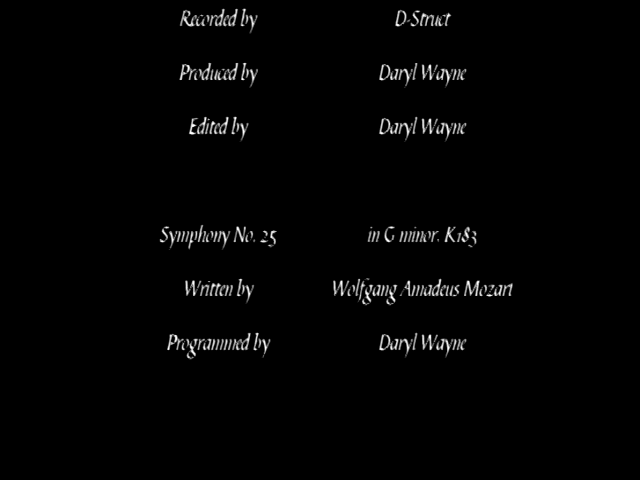 Recorded by D-Struct
Produced by Daryl Wayne
Edited by Daryl Wayne
Symphony No. 25 in G minor, K183
Written by Wolfgang Amadeus Mozart
Programmed by Daryl Wayne